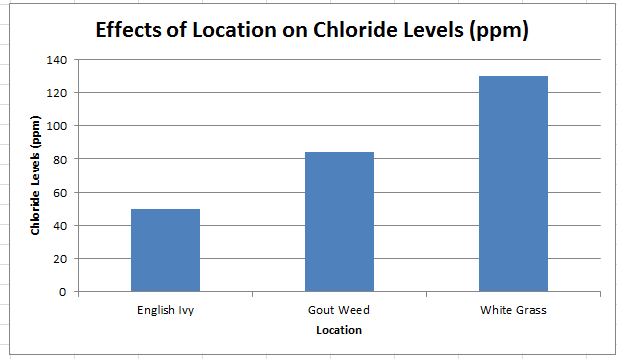 Effects of Location on Chloride Levels (ppm)
Chloride Levels (ppm)
140
120
100
80
60
40
20
0
English Ivy
Gout Weed
White Grass
Location